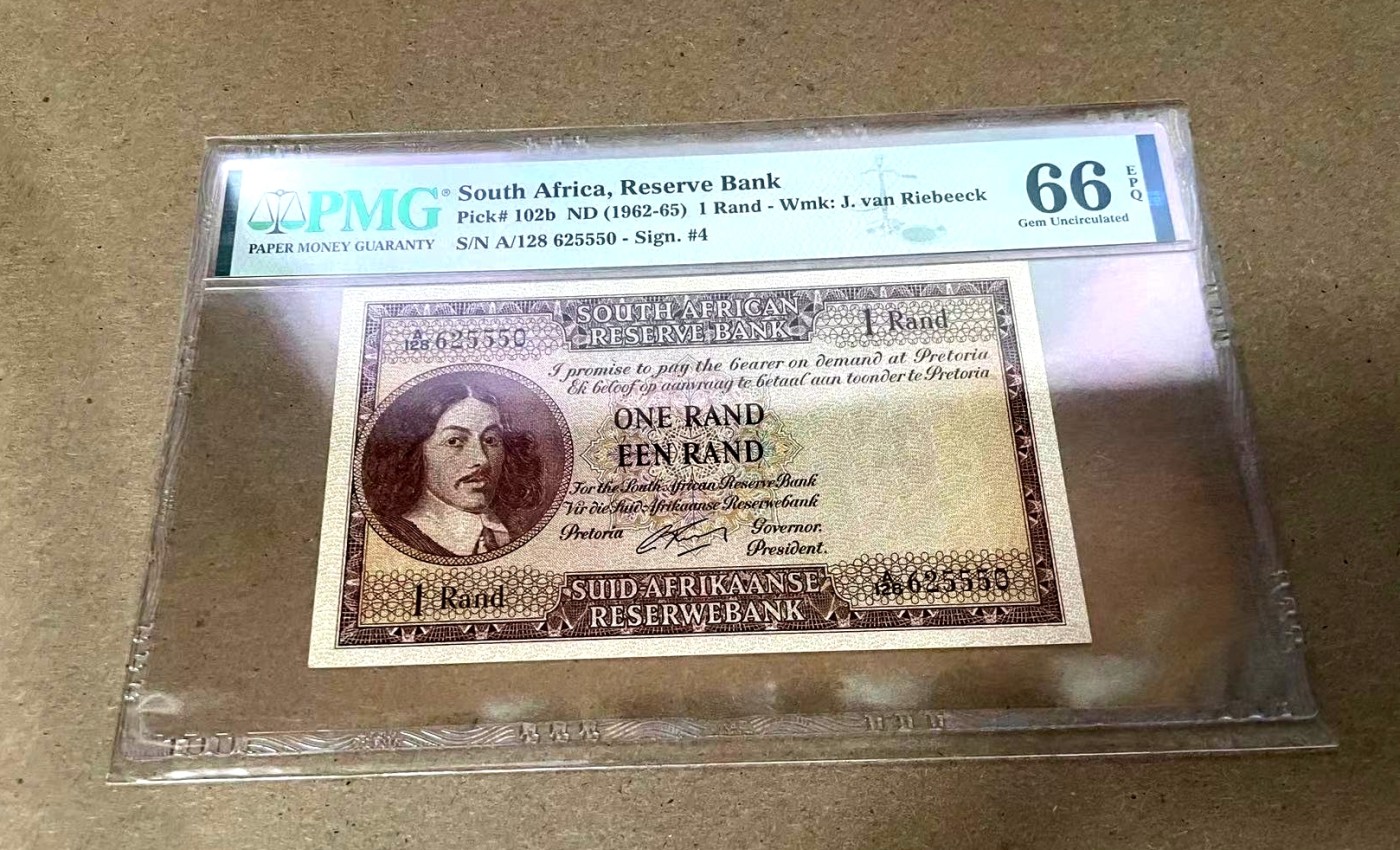 PMG®
PAPER MONEY GUARANTY
South Africa, Reserve Bank
Pick# 102b ND (1962-65) 1 Rand - Wmk: J. van Riebeeck
S/N A/128 625550 - Sign. #4
66
EPQ
Gem Uncirculated
SOUTH AFRICAN
RESERVE BANK
A/128 625550
1 Rand
I promise to pay the bearer on demand at Pretoria
Ek beloof op aanvraag te betaal aan toonder te Pretoria
ONE RAND
EEN RAND
For the South African Reserve Bank
Vir die Suid-Afrikaanse Reserwebank
Pretoria
Governor.
President.
1 Rand
SUID-AFRIKAANSE
RESERWEBANK
A/128 625550